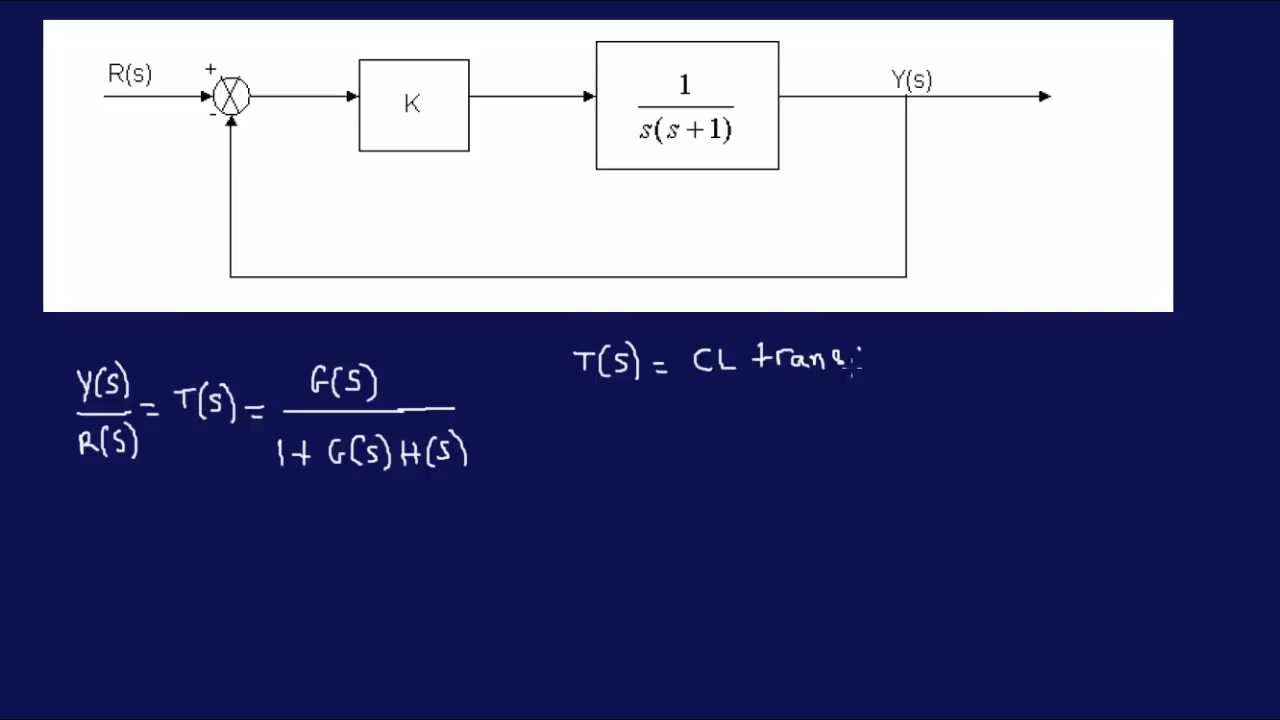 R(s) + - K 1 / s(s+1) Y(s)
Y(S) / R(S) = T(S) = G(S) / 1 + G(S) H(S)
T(S) = CL trans